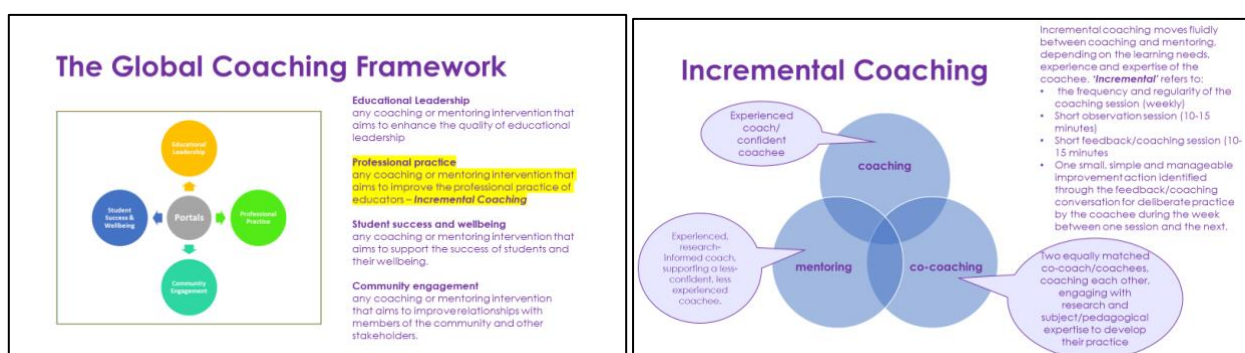 The Global Coaching Framework
Educational
Leadership
Student
Success &
Wellbeing
Portals
Professional
Practice
Community
Engagement
Educational Leadership
any coaching or mentoring intervention that
aims to enhance the quality of educational
leadership
Professional practice
any coaching or mentoring intervention that
aims to improve the professional practice of
educators – Incremental Coaching
Student success and wellbeing
any coaching or mentoring intervention that
aims to support the success of students and
their wellbeing.
Community engagement
any coaching or mentoring intervention
that aims to improve relationships with
members of the community and other
stakeholders.
Incremental Coaching
Experienced
coach/
confident
coachee
coaching
Experienced,
research-
informed coach,
supporting a less-
confident, less
experienced
coachee.
mentoring
co-coaching
Incremental coaching moves fluidly
between coaching and mentoring,
depending on the learning needs,
experience and expertise of the
coachee. 'Incremental' refers to:
• the frequency and regularity of the
coaching session (weekly)
• Short observation session (10-15
minutes)
• Short feedback/coaching session (10-
15 minutes
• One small, simple and manageable
improvement action identified
through the feedback/coaching
conversation for deliberate practice
by the coachee during the week
between one session and the next.
Two equally matched
co-coach/coachees,
coaching each other,
engaging with
research and
subject/pedagogical
expertise to develop
their practice